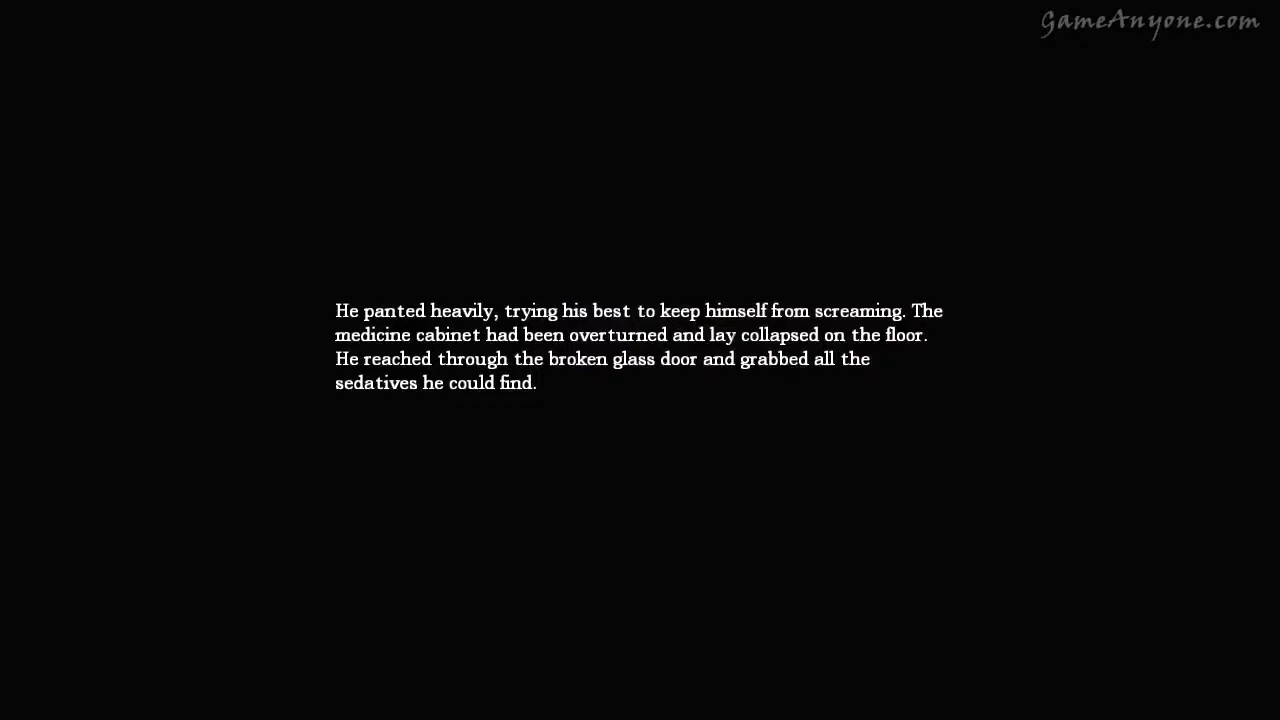 GameAnyone.com
He panted heavily, trying his best to keep himself from screaming. The
medicine cabinet had been overturned and lay collapsed on the floor.
He reached through the broken glass door and grabbed all the
sedatives he could find.